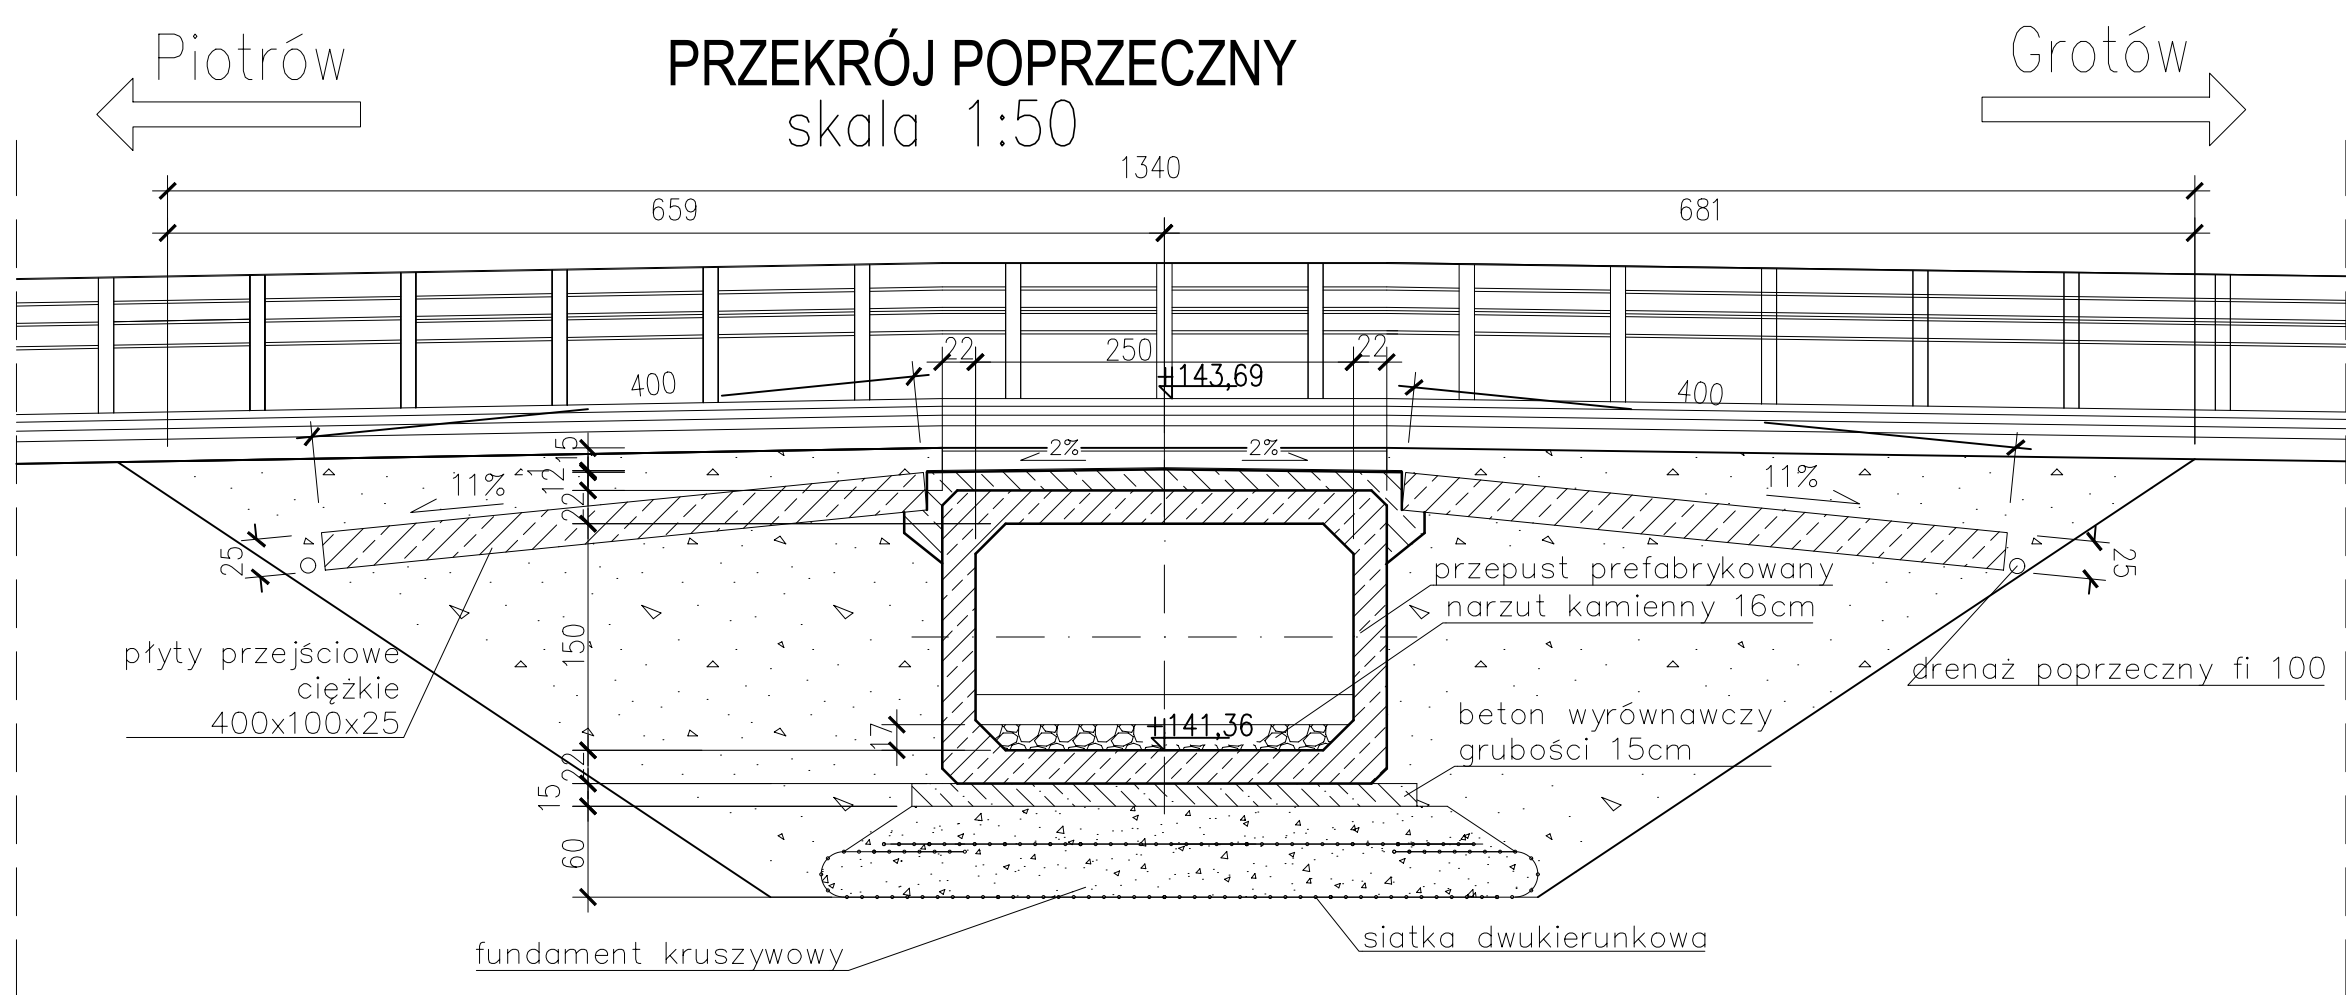 Piotrów
PRZEKRÓJ POPRZECZNY
Grotów
skala 1:50
1340
659
681
22
250
22
+143,69
400
400
15
2%
2%
1
12
22
11%
11%
25
25
przepust prefabrykowany
narzut kamienny 16cm
150
płyty przejściowe
ciężkie
400x100x25
drenaż poprzeczny fi 100
17
+141,36
beton wyrównawczy
grubości 15cm
22
15
60
fundament kruszywowy
siatka dwukierunkowa